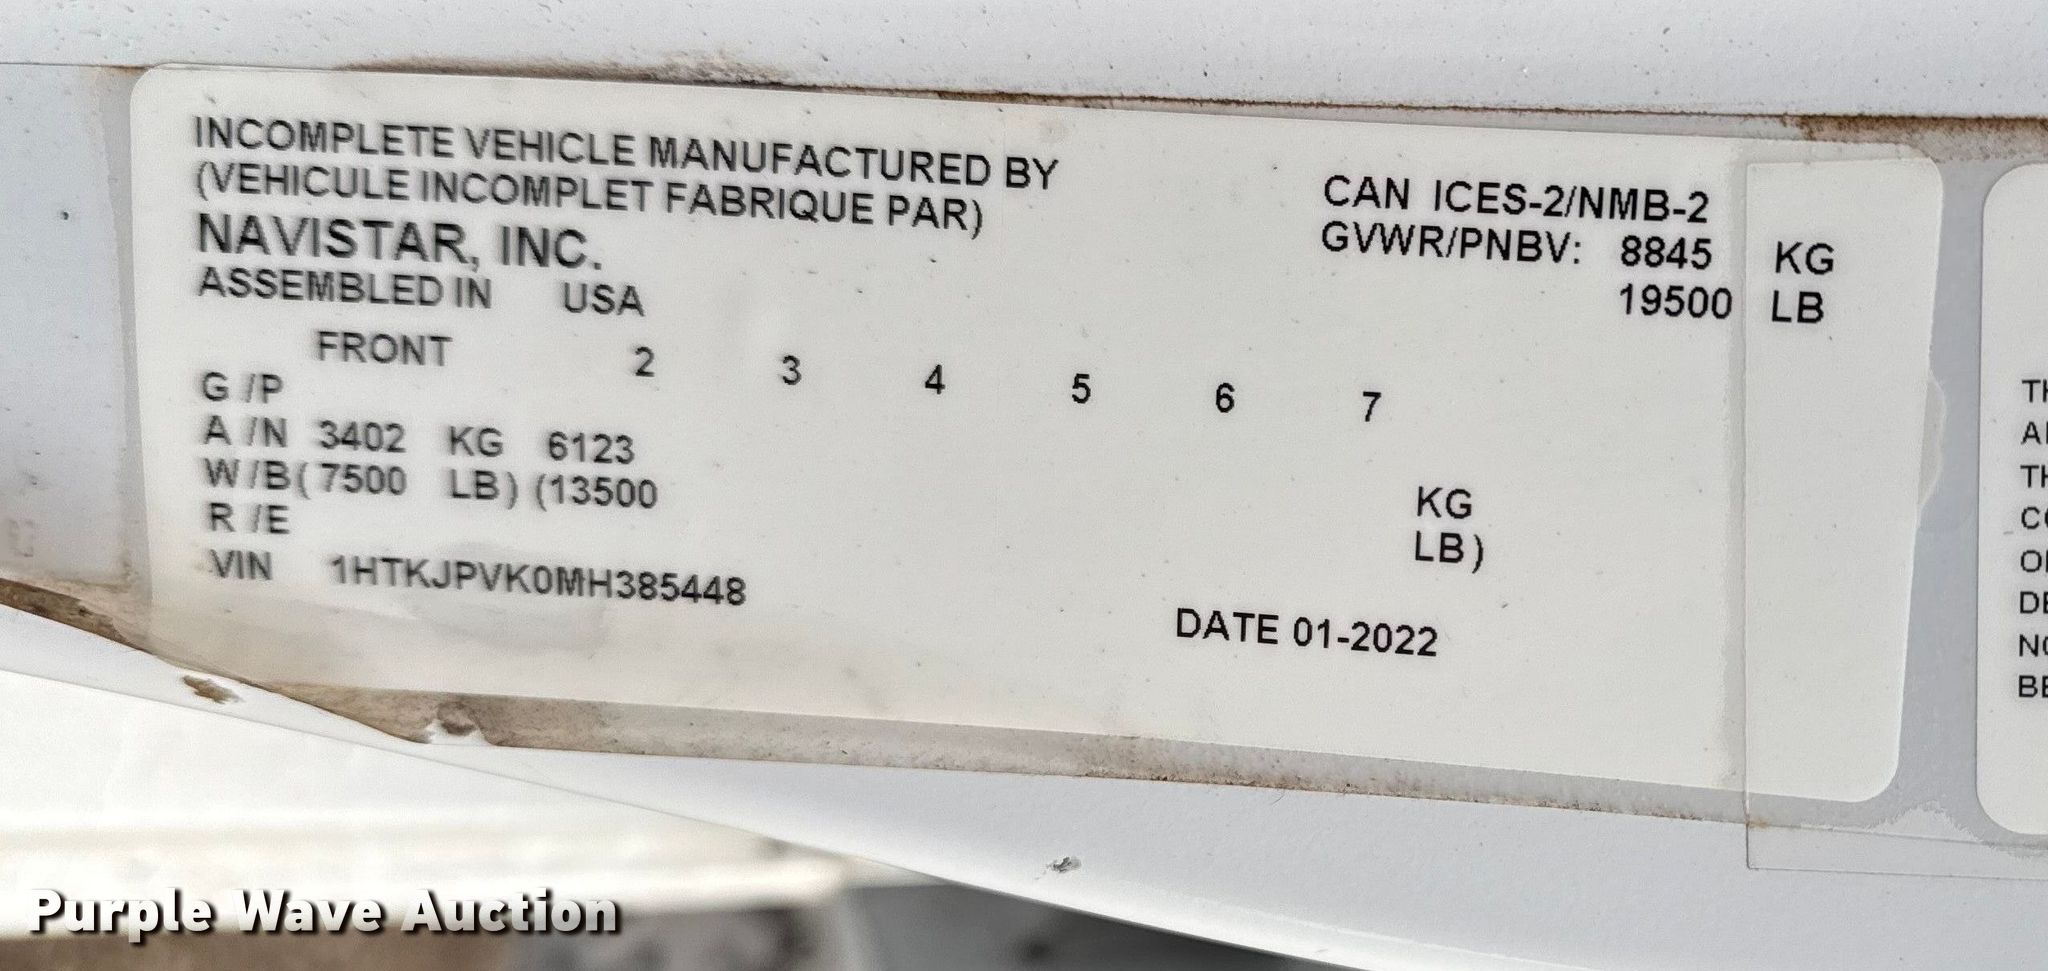 INCOMPLETE VEHICLE MANUFACTURED BY
(VEHICULE INCOMPLET FABRIQUE PAR)
NAVISTAR, INC.
ASSEMBLED IN USA
CAN ICES-2/NMB-2
GVWR/PNBV: 8845 KG
19500 LB
FRONT 2 3 4 5 6 7
G /P
A /N 3402 KG 6123 KG
W /B ( 7500 LB ) (13500 LB )
R /E
VIN 1HTKJPVK0MH385448
DATE 01-2022
Purple Wave Auction